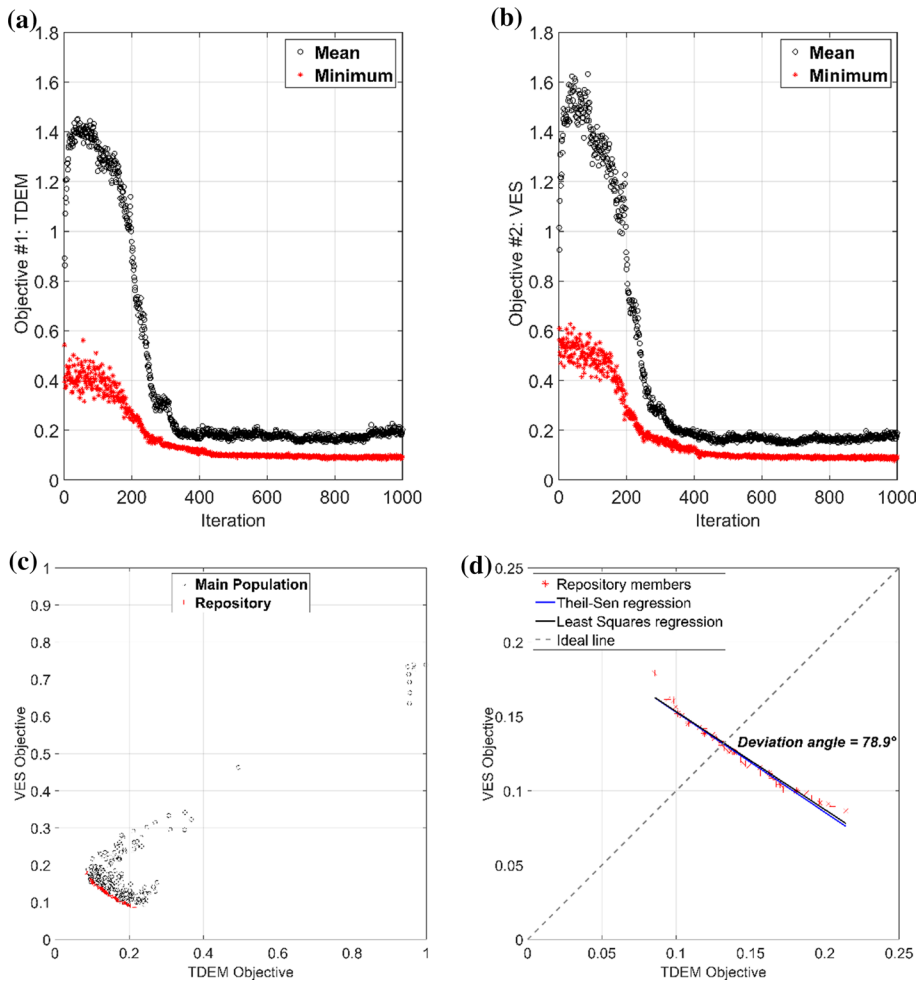 (a)
1.8
1.6
1.4
1.2
1
0.8
0.6
0.4
0.2
0
Objective #1: TDEM
Mean
Minimum
0 200 400 600 800 1000
Iteration
(b)
1.8
1.6
1.4
1.2
1
0.8
0.6
0.4
0.2
0
Objective #2: VES
Mean
Minimum
0 200 400 600 800 1000
Iteration
(c)
1
0.9
0.8
0.7
0.6
0.5
0.4
0.3
0.2
0.1
0
VES Objective
Main Population
Repository
0 0.2 0.4 0.6 0.8 1
TDEM Objective
(d)
0.25
0.2
0.15
0.1
0.05
0
VES Objective
Repository members
Theil-Sen regression
Least Squares regression
Ideal line
Deviation angle = 78.9°
0 0.05 0.1 0.15 0.2 0.25
TDEM Objective